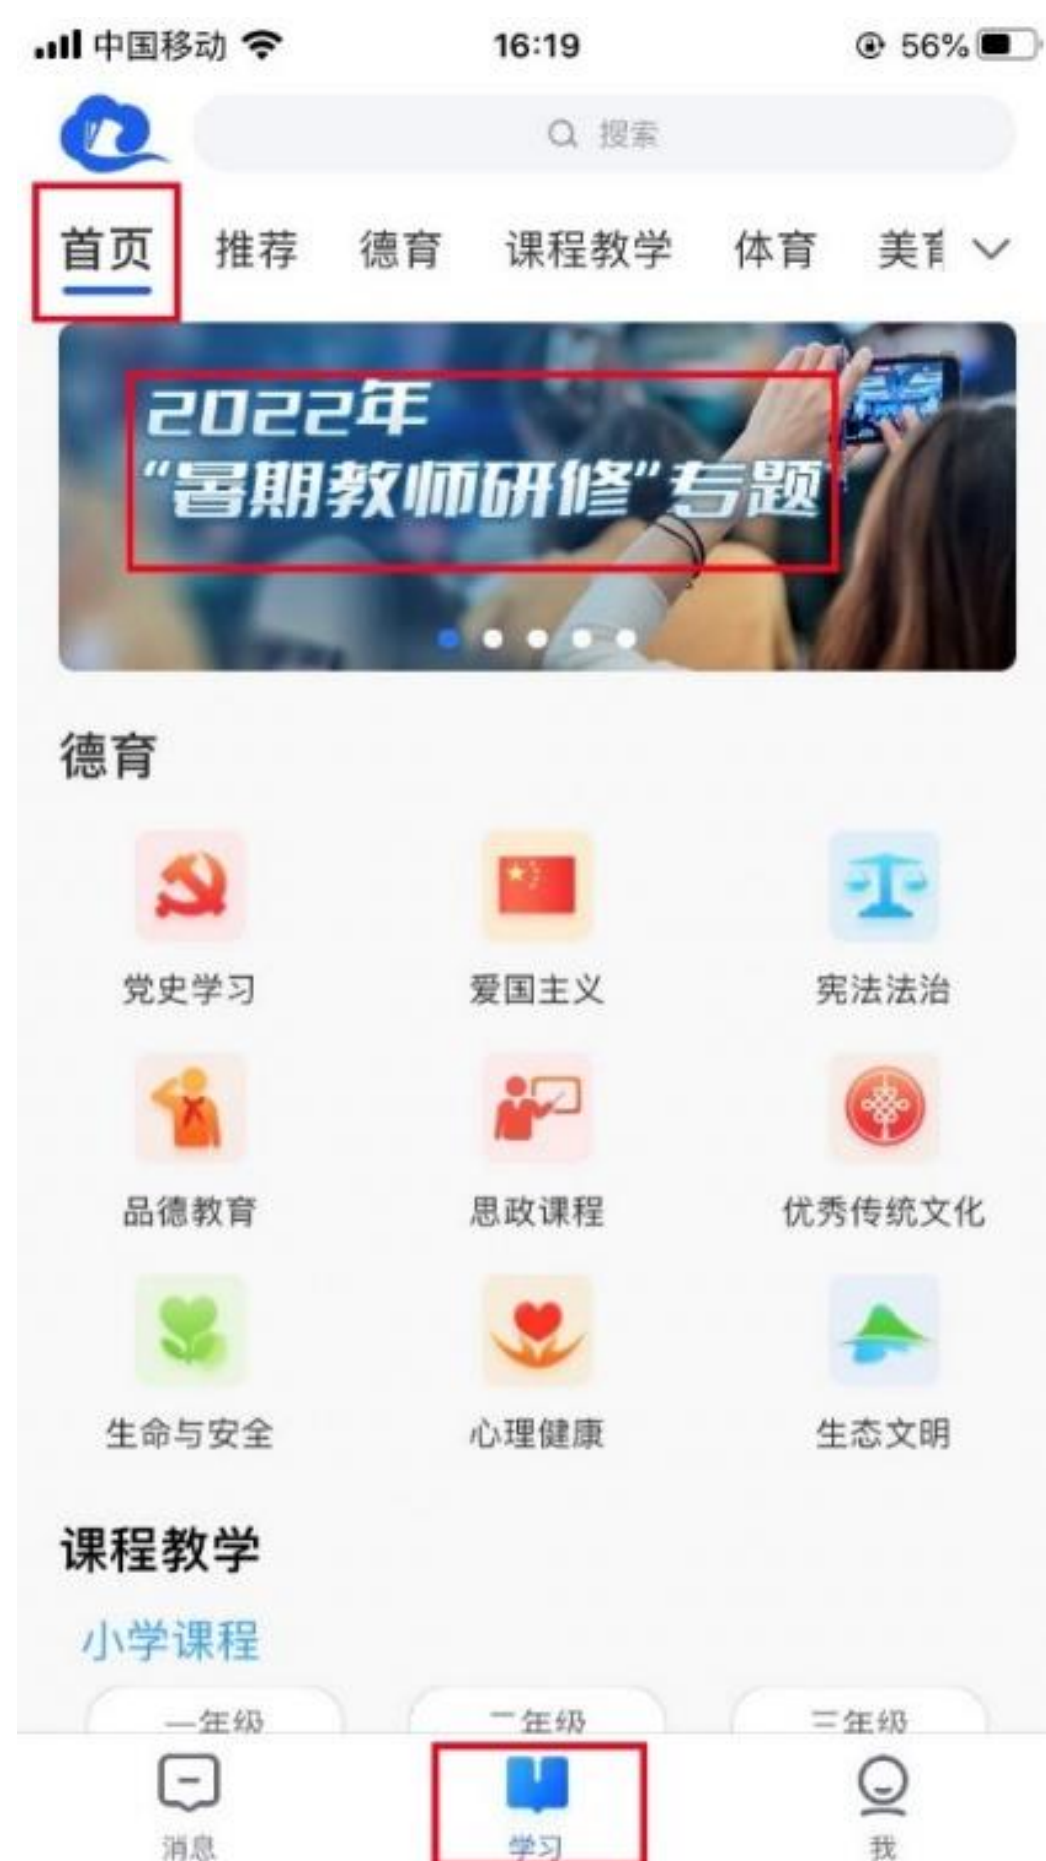 中国移动 16:19 56%
搜索
首页 推荐 德育 课程教学 体育 美育
2022年
“暑期教师研修”专题
德育
党史学习 爱国主义 宪法法治
品德教育 思政课程 优秀传统文化
生命与安全 心理健康 生态文明
课程教学
小学课程
一年级 二年级 三年级
消息 学习 我